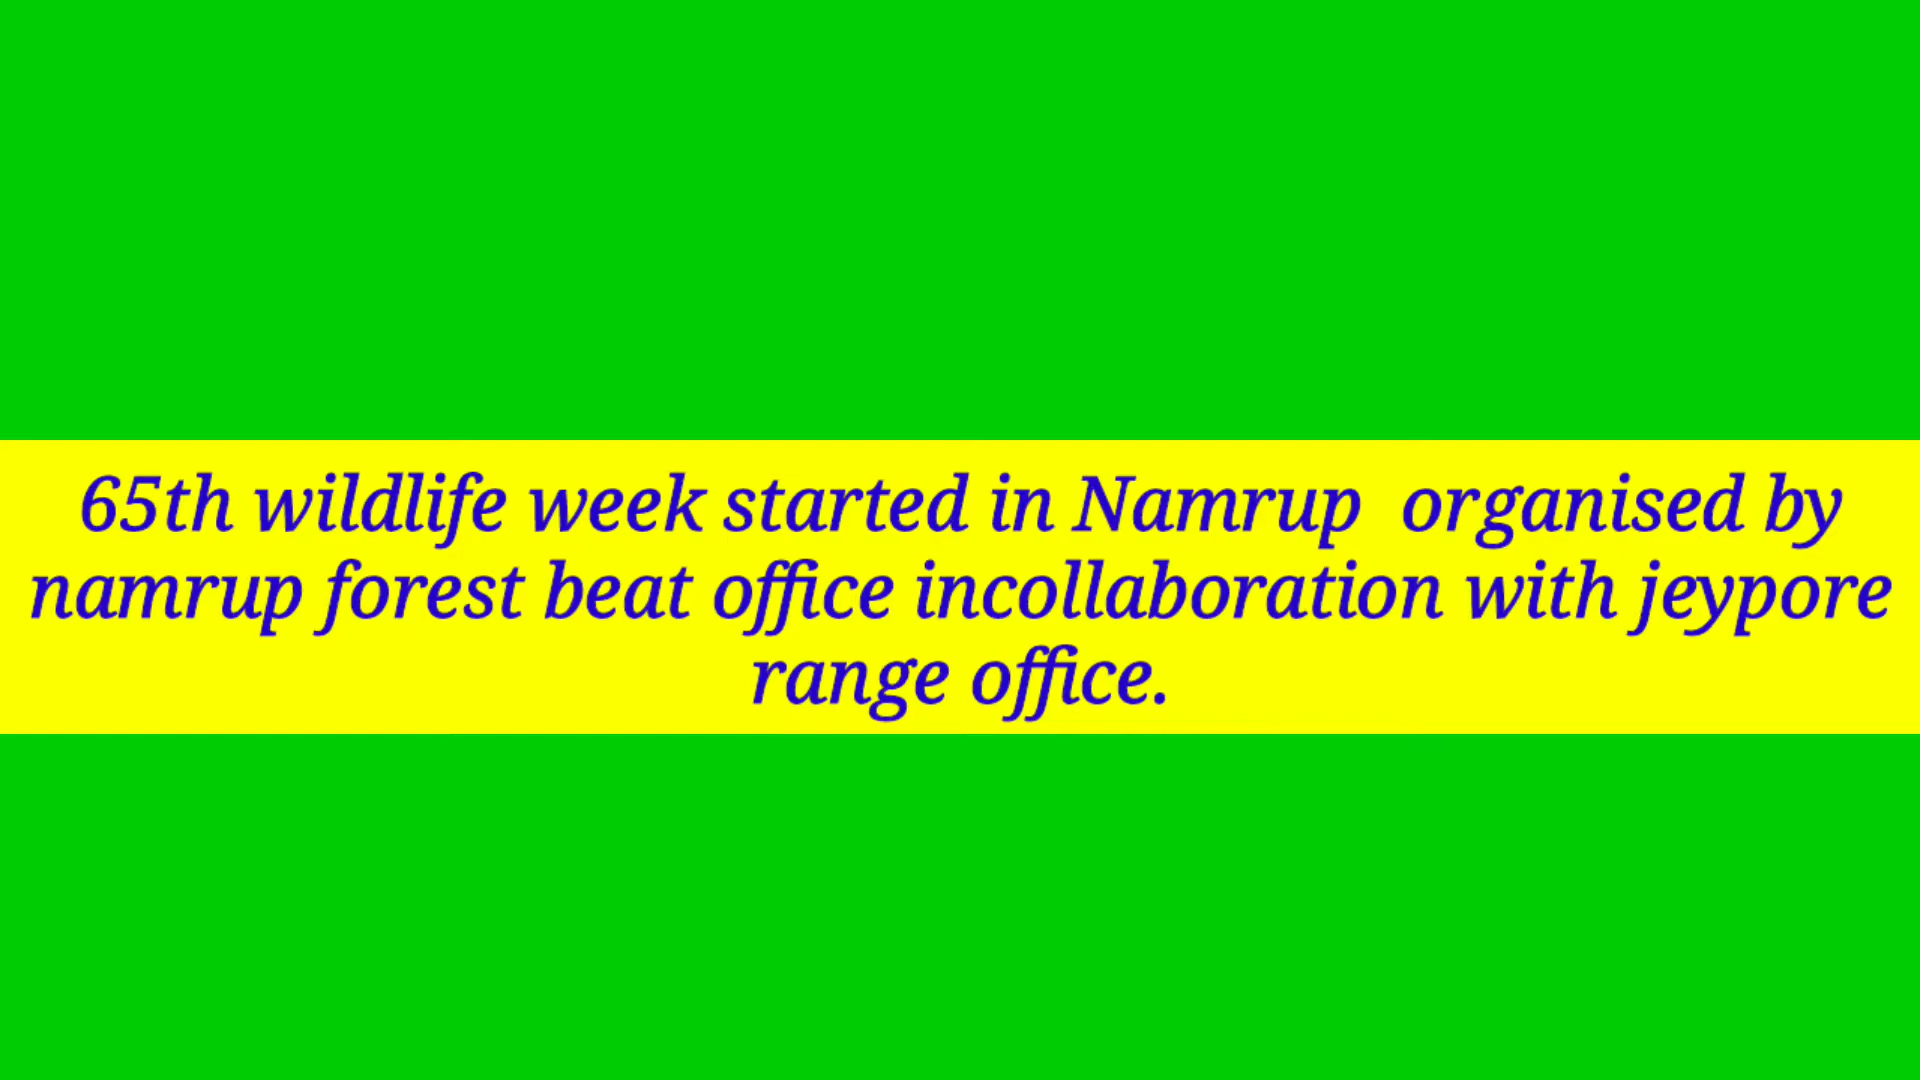 65th wildlife week started in Namrup  organised by
namrup forest beat office incollaboration with jeypore
range office.